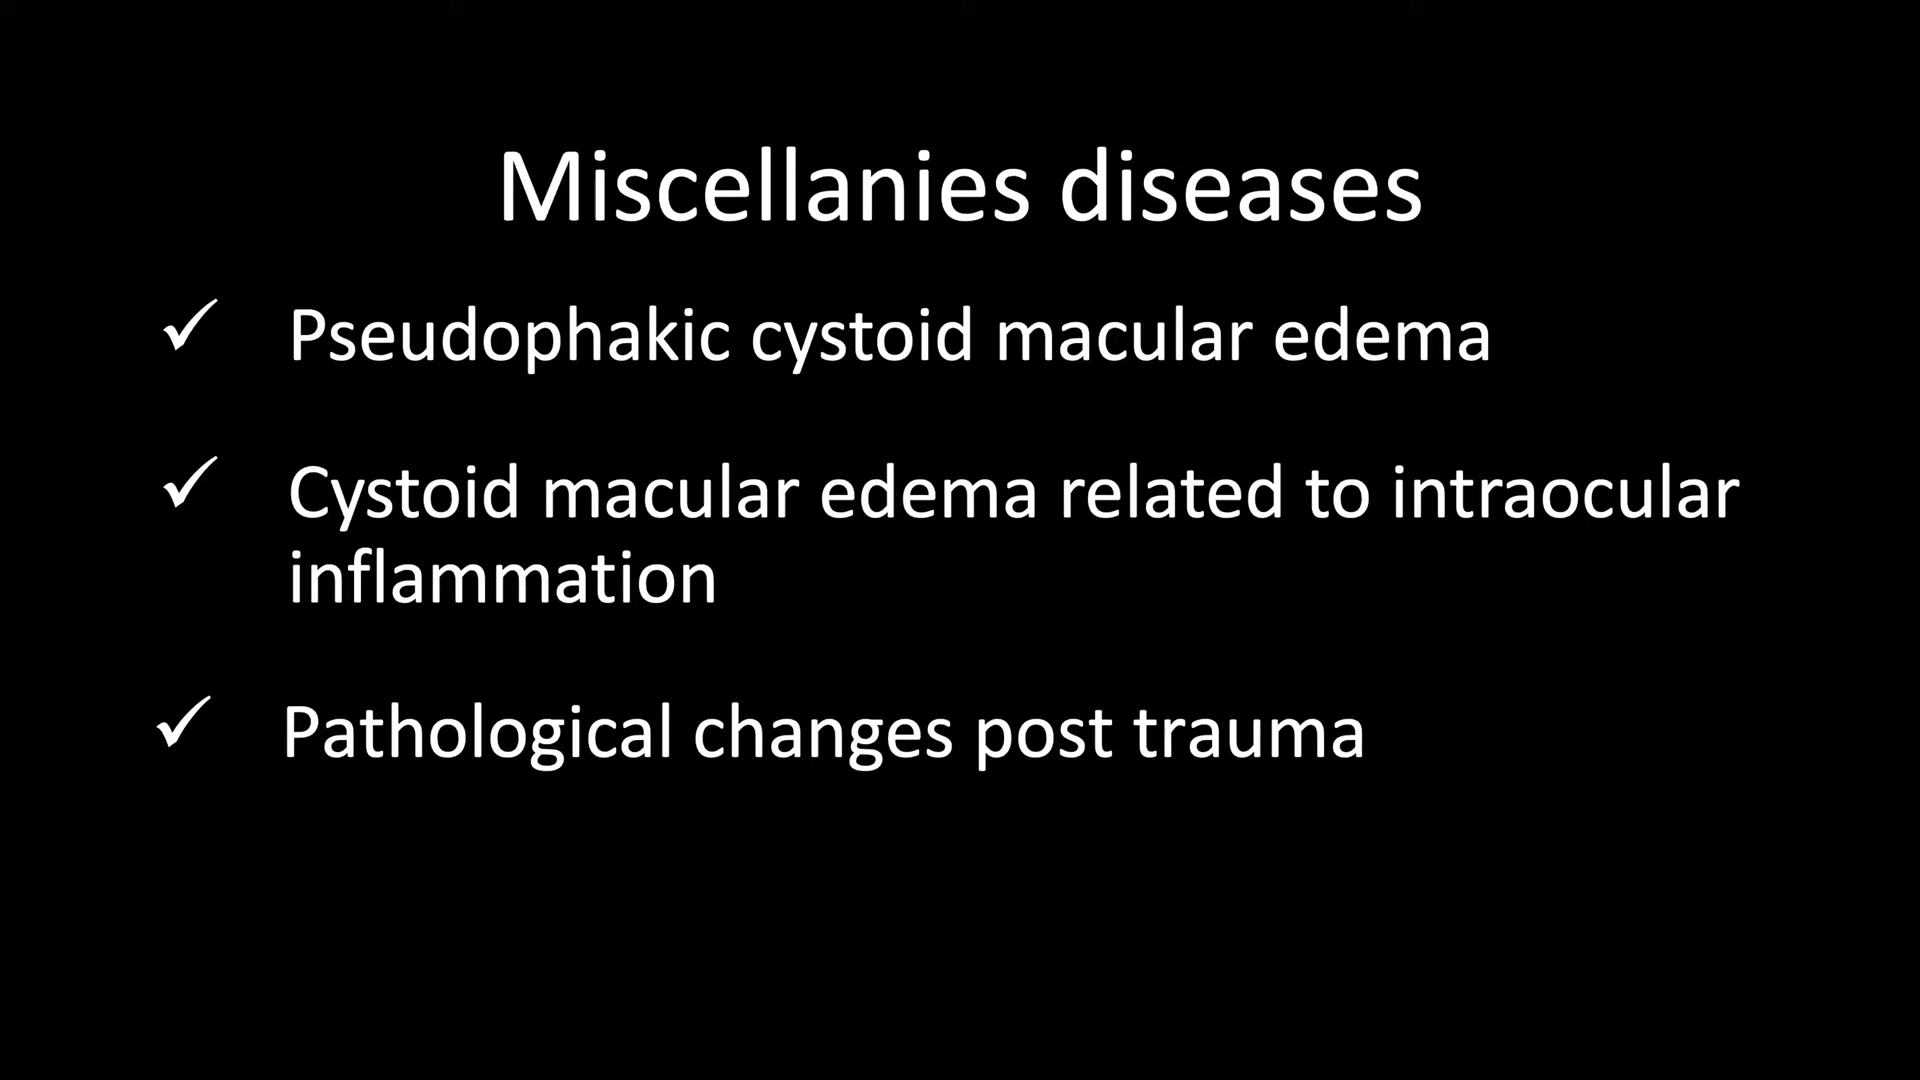 Miscellanies diseases
✓ Pseudophakic cystoid macular edema
✓ Cystoid macular edema related to intraocular
inflammation
✓ Pathological changes post trauma